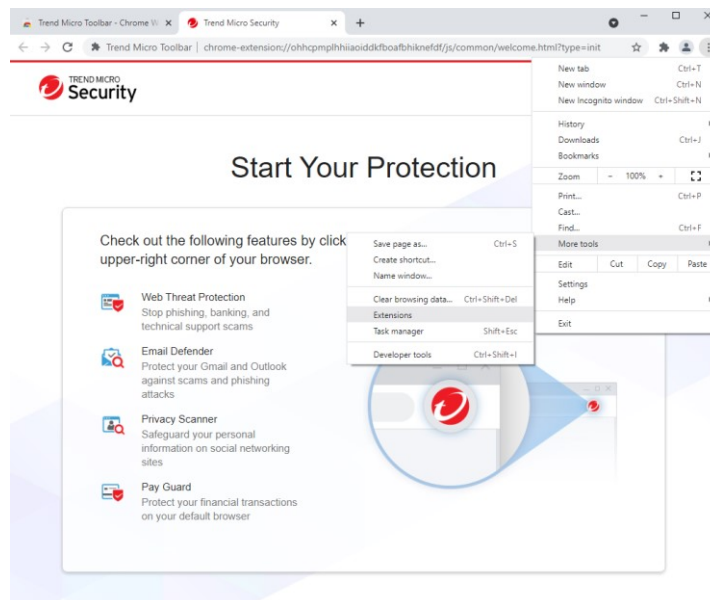 Trend Micro Toolbar - Chrome W
Trend Micro Security
Trend Micro Toolbar | chrome-extension://ohhcpmplhhiiaoiddkfboafbhiknefdf/js/common/welcome.html?type=init
TREND MICRO
Security
Start Your Protection
Check out the following features by click
upper-right corner of your browser.
Web Threat Protection
Stop phishing, banking, and
technical support scams
Email Defender
Protect your Gmail and Outlook
against scams and phishing
attacks
Privacy Scanner
Safeguard your personal
information on social networking
sites
Pay Guard
Protect your financial transactions
on your default browser
Save page as... Ctrl+S
Create shortcut...
Name window...
Clear browsing data... Ctrl+Shift+Del
Extensions
Task manager Shift+Esc
Developer tools Ctrl+Shift+I
New tab Ctrl+T
New window Ctrl+N
New Incognito window Ctrl+Shift+N
History
Downloads Ctrl+J
Bookmarks
Zoom - 100% +
Print... Ctrl+P
Cast...
Find... Ctrl+F
More tools
Edit Cut Copy Paste
Settings
Help
Exit